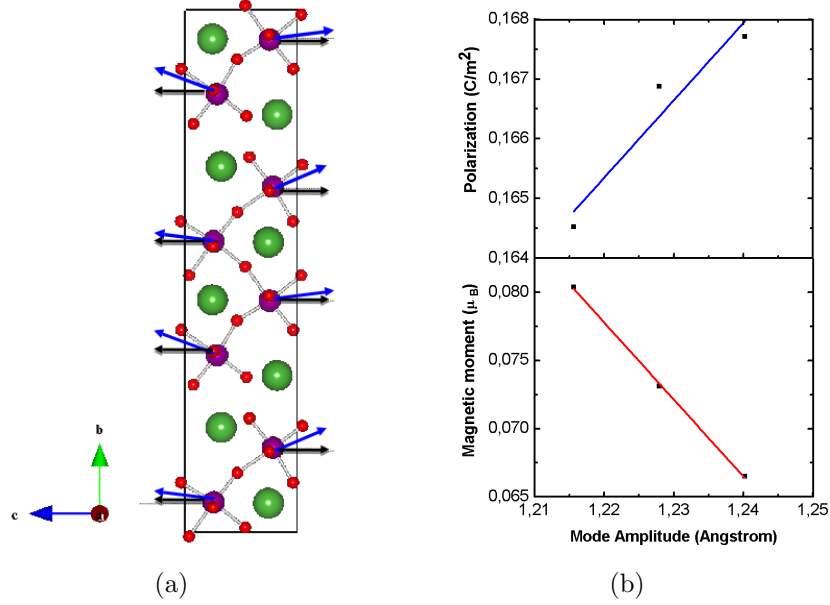 b
c
a
(a)
0,168
0,167
0,166
0,165
0,164
Polarization (C/m²)
0,080
0,075
0,070
0,065
Magnetic moment (μ B)
1,21 1,22 1,23 1,24 1,25
Mode Amplitude (Angstrom)
(b)